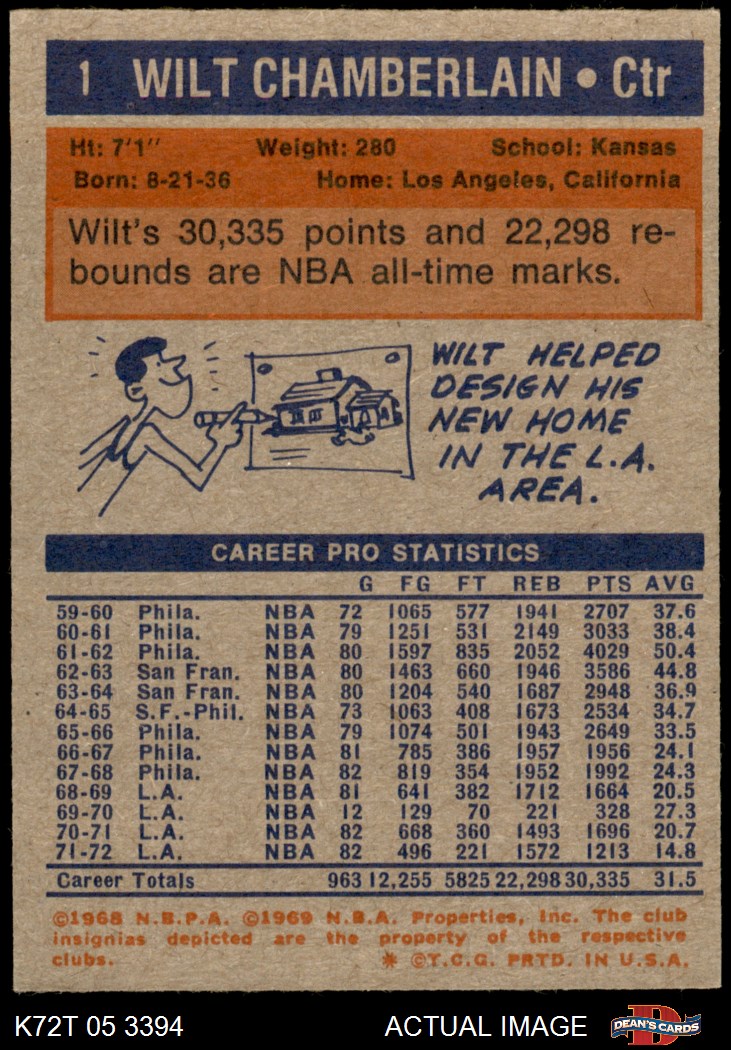 1 WILT CHAMBERLAIN • Ctr
Ht: 7'1" Weight: 280 School: Kansas
Born: 8-21-36 Home: Los Angeles, California
Wilt's 30,335 points and 22,298 re-
bounds are NBA all-time marks.
WILT HELPED
DESIGN HIS
NEW HOME
IN THE L.A.
AREA.
CAREER PRO STATISTICS
G FG FT REB PTS AVG
59-60 Phila. NBA 72 1065 577 1941 2707 37.6
60-61 Phila. NBA 79 1251 531 2149 3033 38.4
61-62 Phila. NBA 80 1597 835 2052 4029 50.4
62-63 San Fran. NBA 80 1463 660 1946 3586 44.8
63-64 San Fran. NBA 80 1204 540 1687 2948 36.9
64-65 S.F.-Phil. NBA 73 1063 408 1673 2534 34.7
65-66 Phila. NBA 79 1074 501 1943 2649 33.5
66-67 Phila. NBA 81 785 386 1957 1956 24.1
67-68 Phila. NBA 82 819 354 1952 1992 24.3
68-69 L.A. NBA 81 641 382 1712 1664 20.5
69-70 L.A. NBA 12 129 70 221 328 27.3
70-71 L.A. NBA 82 668 360 1493 1696 20.7
71-72 L.A. NBA 82 496 221 1572 1213 14.8
Career Totals 963 12,255 5825 22,298 30,335 31.5
©1968 N.B.P.A. ©1969 N.B.A. Properties, Inc. The club
insignias depicted are the property of the respective
clubs. * ©T.C.G. PRTD. IN U.S.A.
K72T 05 3394 ACTUAL IMAGE D DEAN'S CARDS